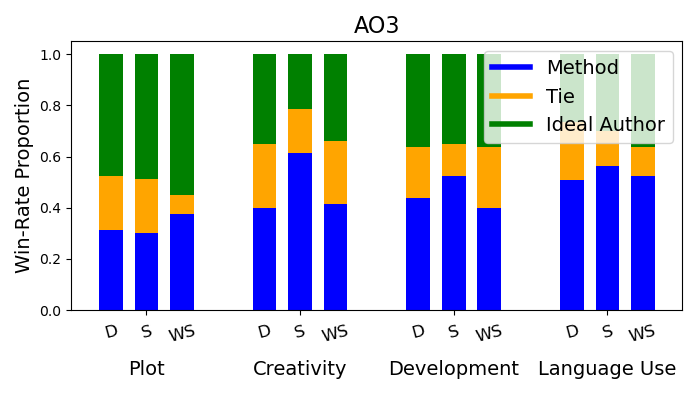 AO3
Win-Rate Proportion
1.0
0.8
0.6
0.4
0.2
0.0
Method
Tie
Ideal Author
D S WS D S WS D S WS D S WS
Plot Creativity Development Language Use